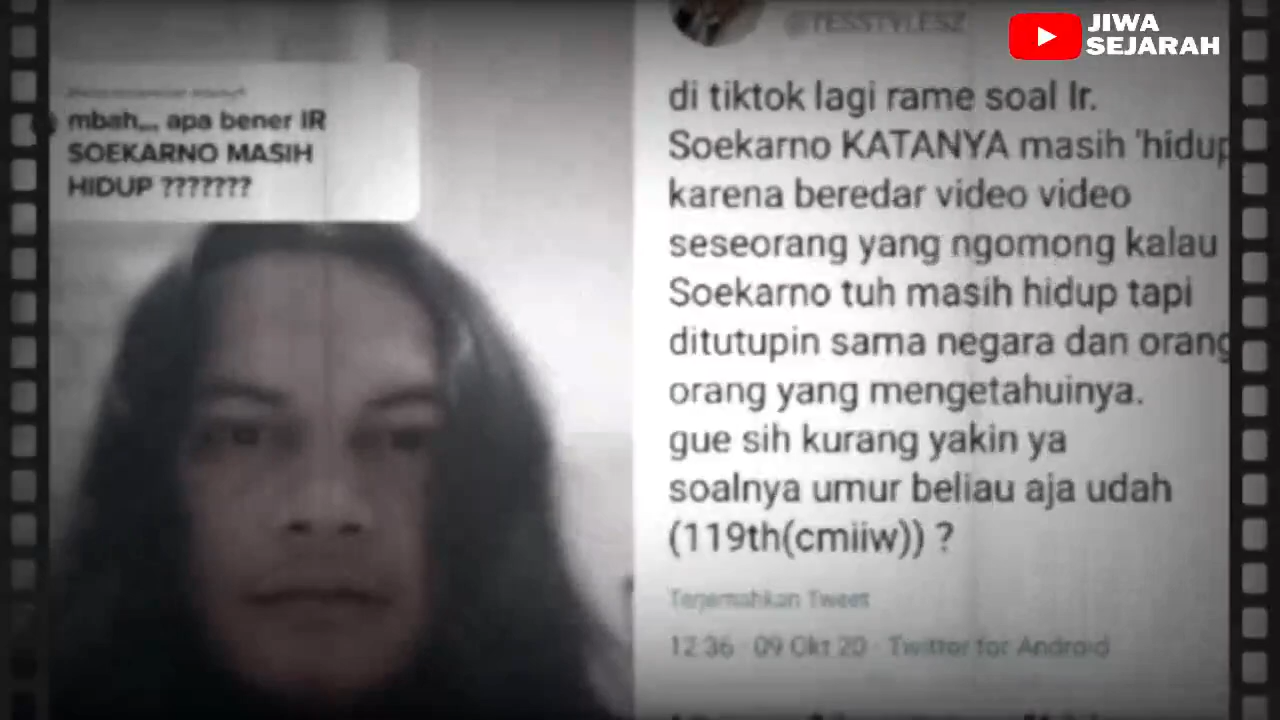 mbah,,, apa bener IR
SOEKARNO MASIH
HIDUP ???????
@TESSTYLESZ
di tiktok lagi rame soal Ir.
Soekarno KATANYA masih 'hidup
karena beredar video video
seseorang yang ngomong kalau
Soekarno tuh masih hidup tapi
ditutupin sama negara dan orang
orang yang mengetahuinya.
gue sih kurang yakin ya
soalnya umur beliau aja udah
(119th(cmiiw)) ?
Terjemahkan Tweet
12:36 · 09 Okt 20 · Twitter for Android
JIWA
SEJARAH